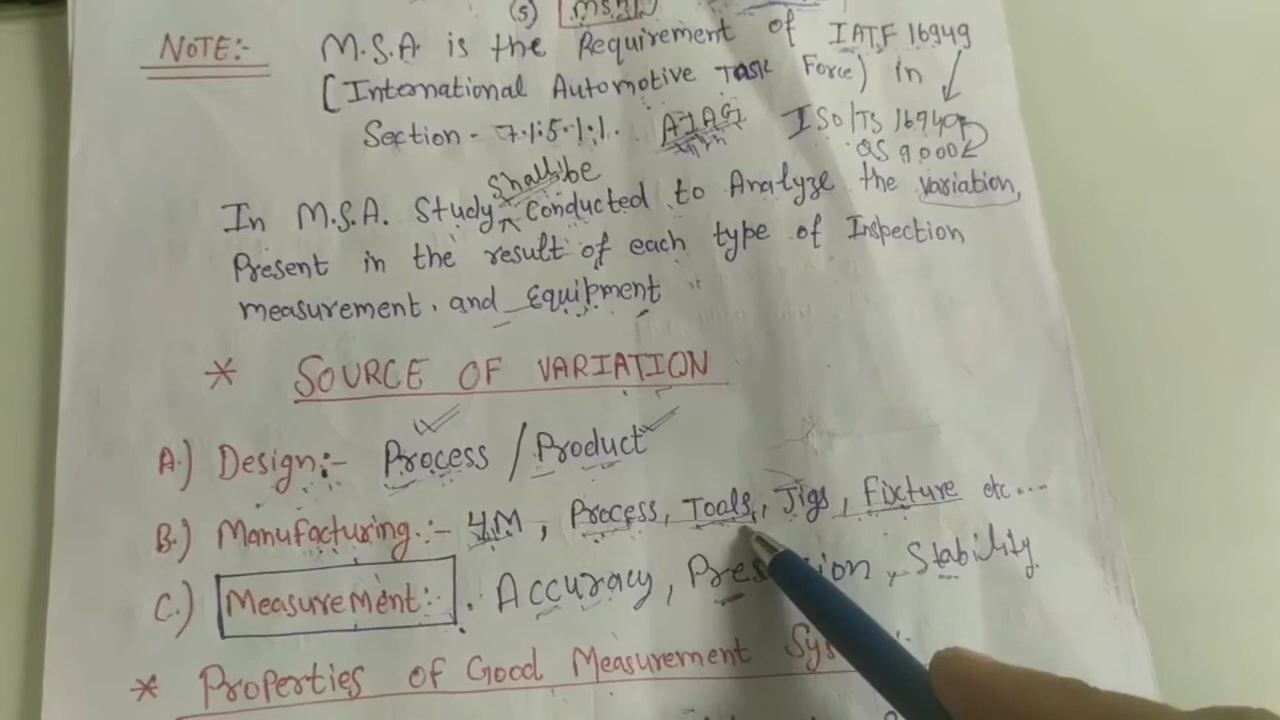 (5)
NOTE:- M.S.A. is the Requirement of IATF 16949
[International Automotive Task Force) in
Section - 7.1.5.1.1. AIAG ISO/TS 16949
QS 9000
shall be
In M.S.A. Study conducted to Analyze the variation,
Present in the result of each type of Inspection
measurement. and Equipment
* SOURCE OF VARIATION
A.) Design:- Process / Product
B.) Manufacturing:- 4M, Process, Tools, Jigs, Fixture etc...
C.) Measurement:- Accuracy, Stability
* Properties of Good Measurement